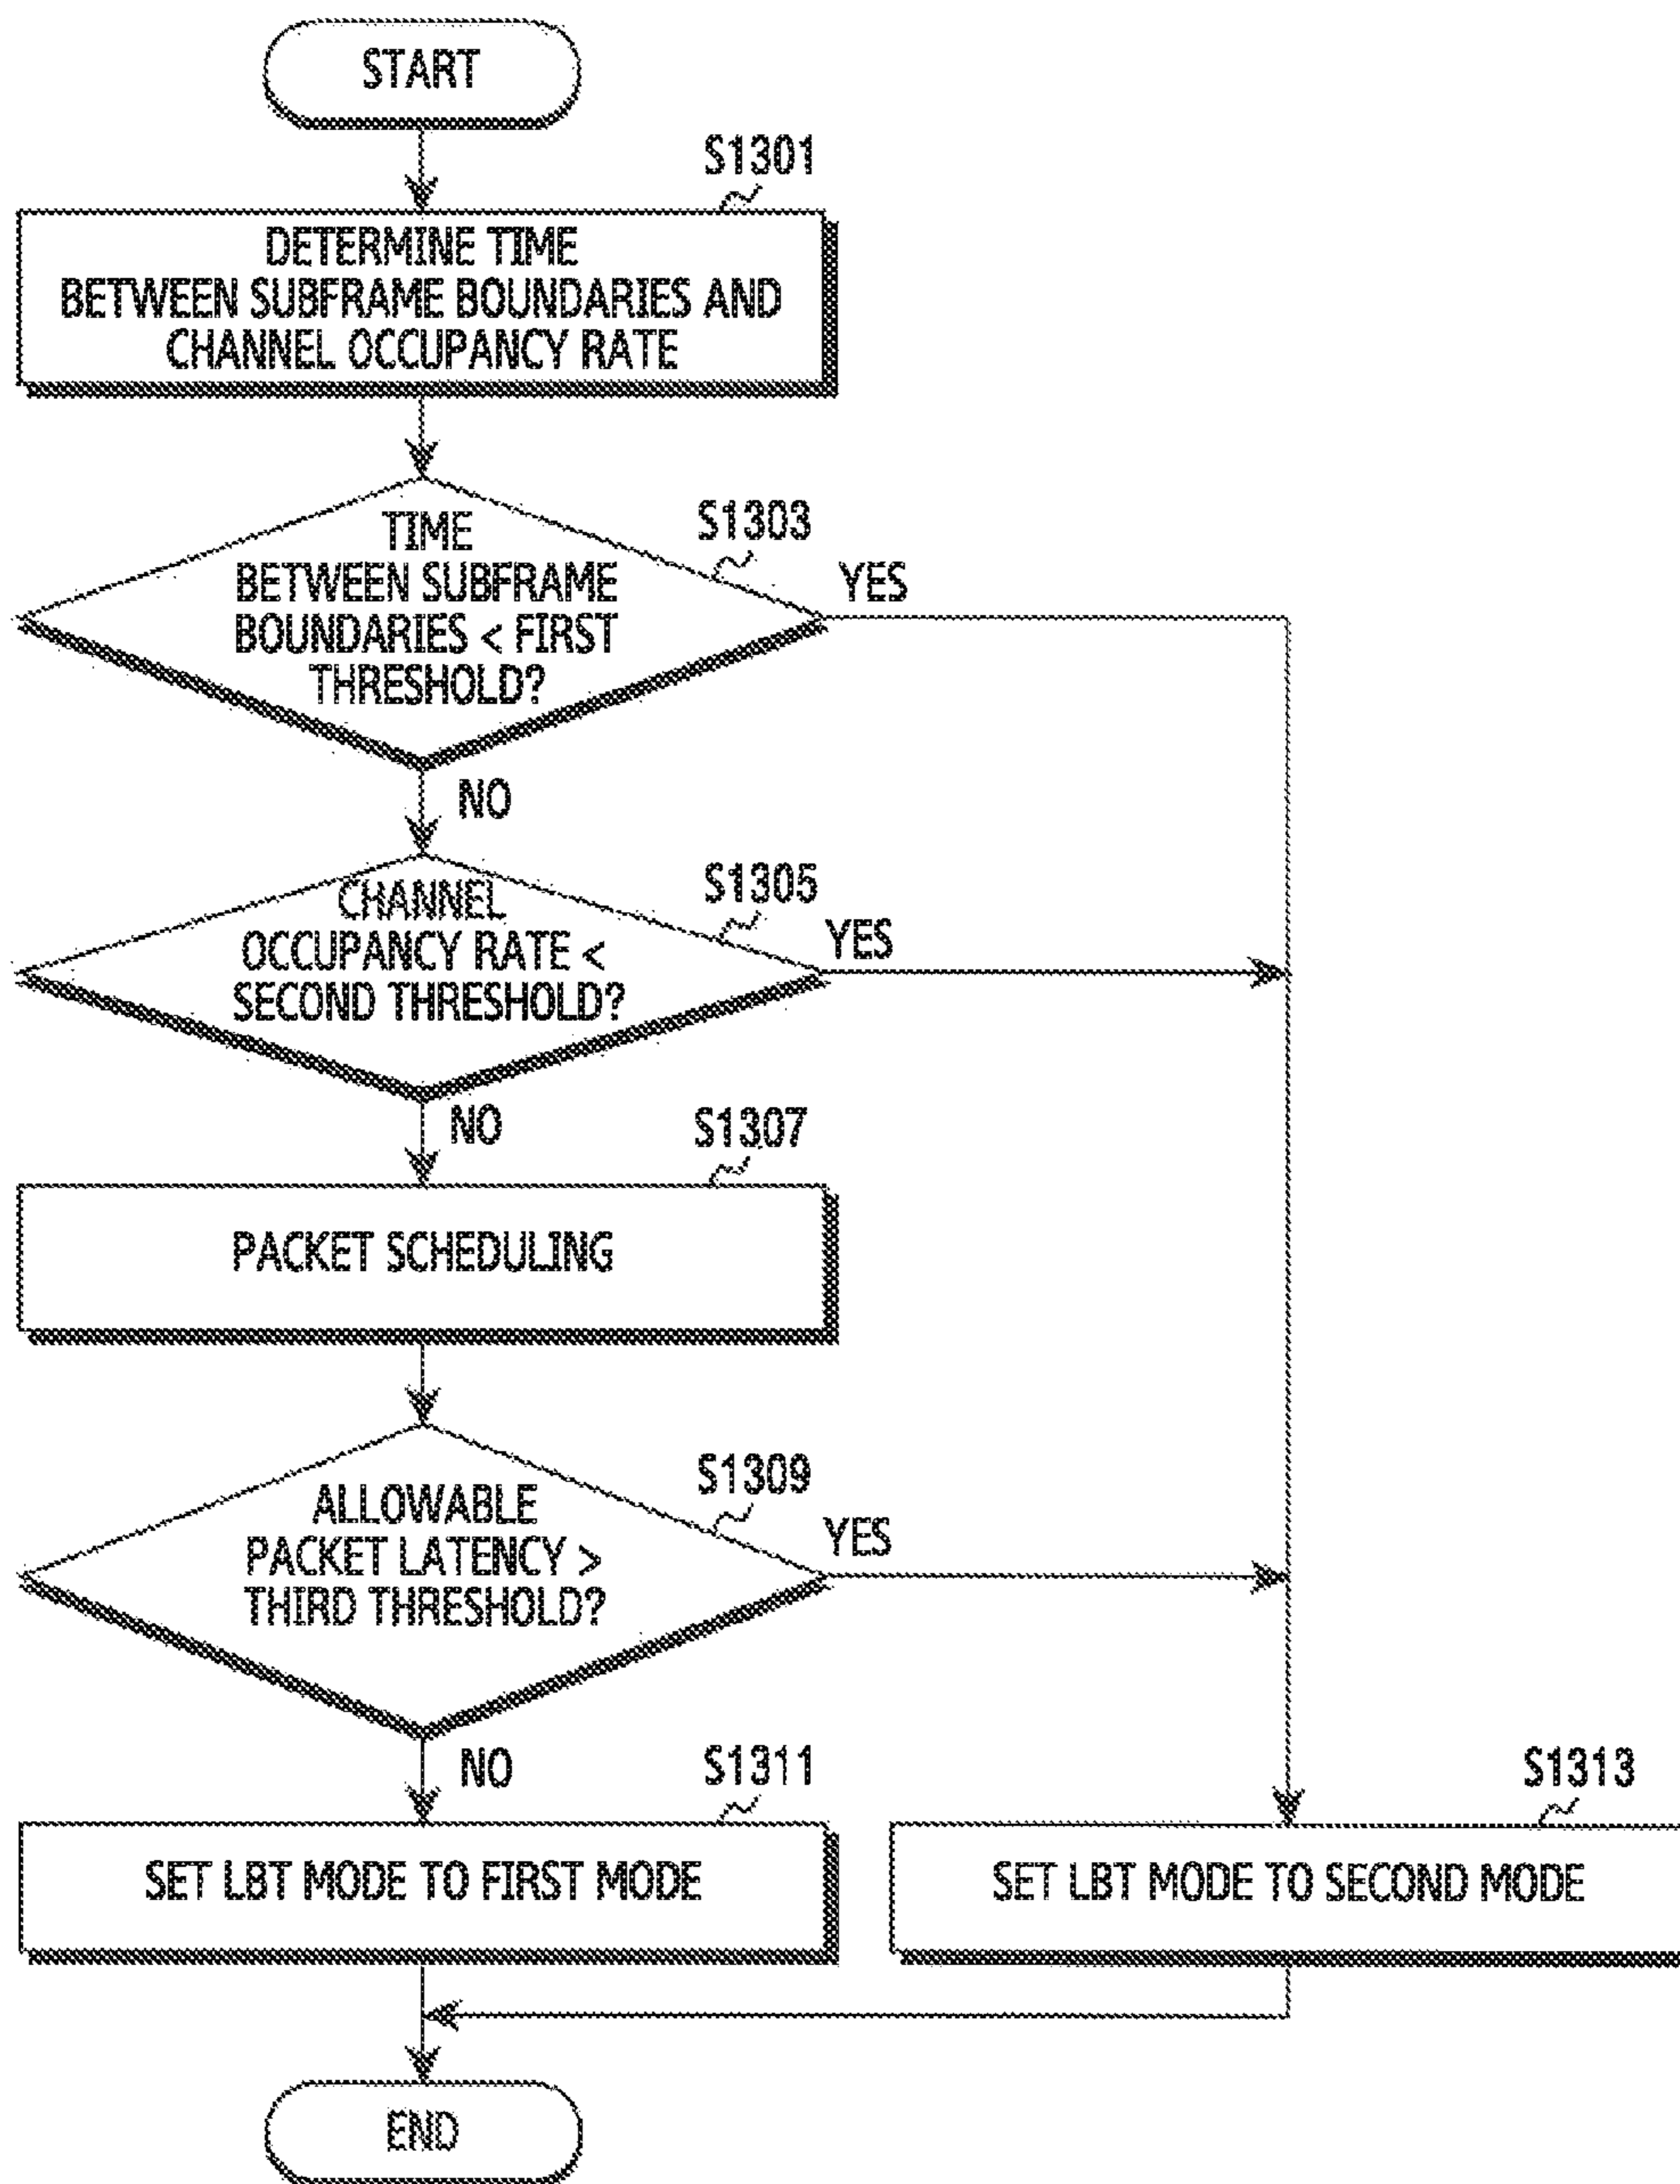 START
S1301
DETERMINE TIME
BETWEEN SUBFRAME BOUNDARIES AND
CHANNEL OCCUPANCY RATE
S1303
TIME
BETWEEN SUBFRAME
BOUNDARIES < FIRST
THRESHOLD?
YES
NO
S1305
CHANNEL
OCCUPANCY RATE <
SECOND THRESHOLD?
YES
NO
S1307
PACKET SCHEDULING
S1309
ALLOWABLE
PACKET LATENCY >
THIRD THRESHOLD?
YES
NO
S1311
SET LBT MODE TO FIRST MODE
S1313
SET LBT MODE TO SECOND MODE
END